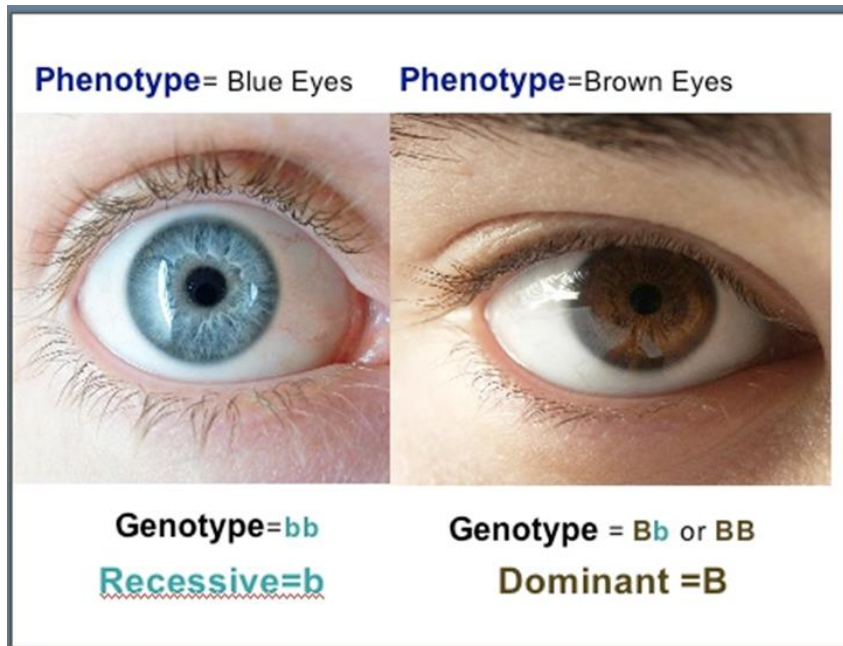 Phenotype= Blue Eyes
Phenotype=Brown Eyes
Genotype=bb
Genotype = Bb or BB
Recessive=b
Dominant =B